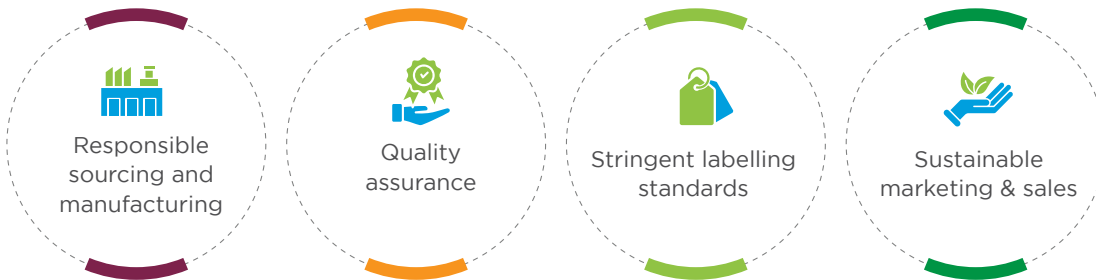 Responsible
sourcing and
manufacturing
Quality
assurance
Stringent labelling
standards
Sustainable
marketing & sales